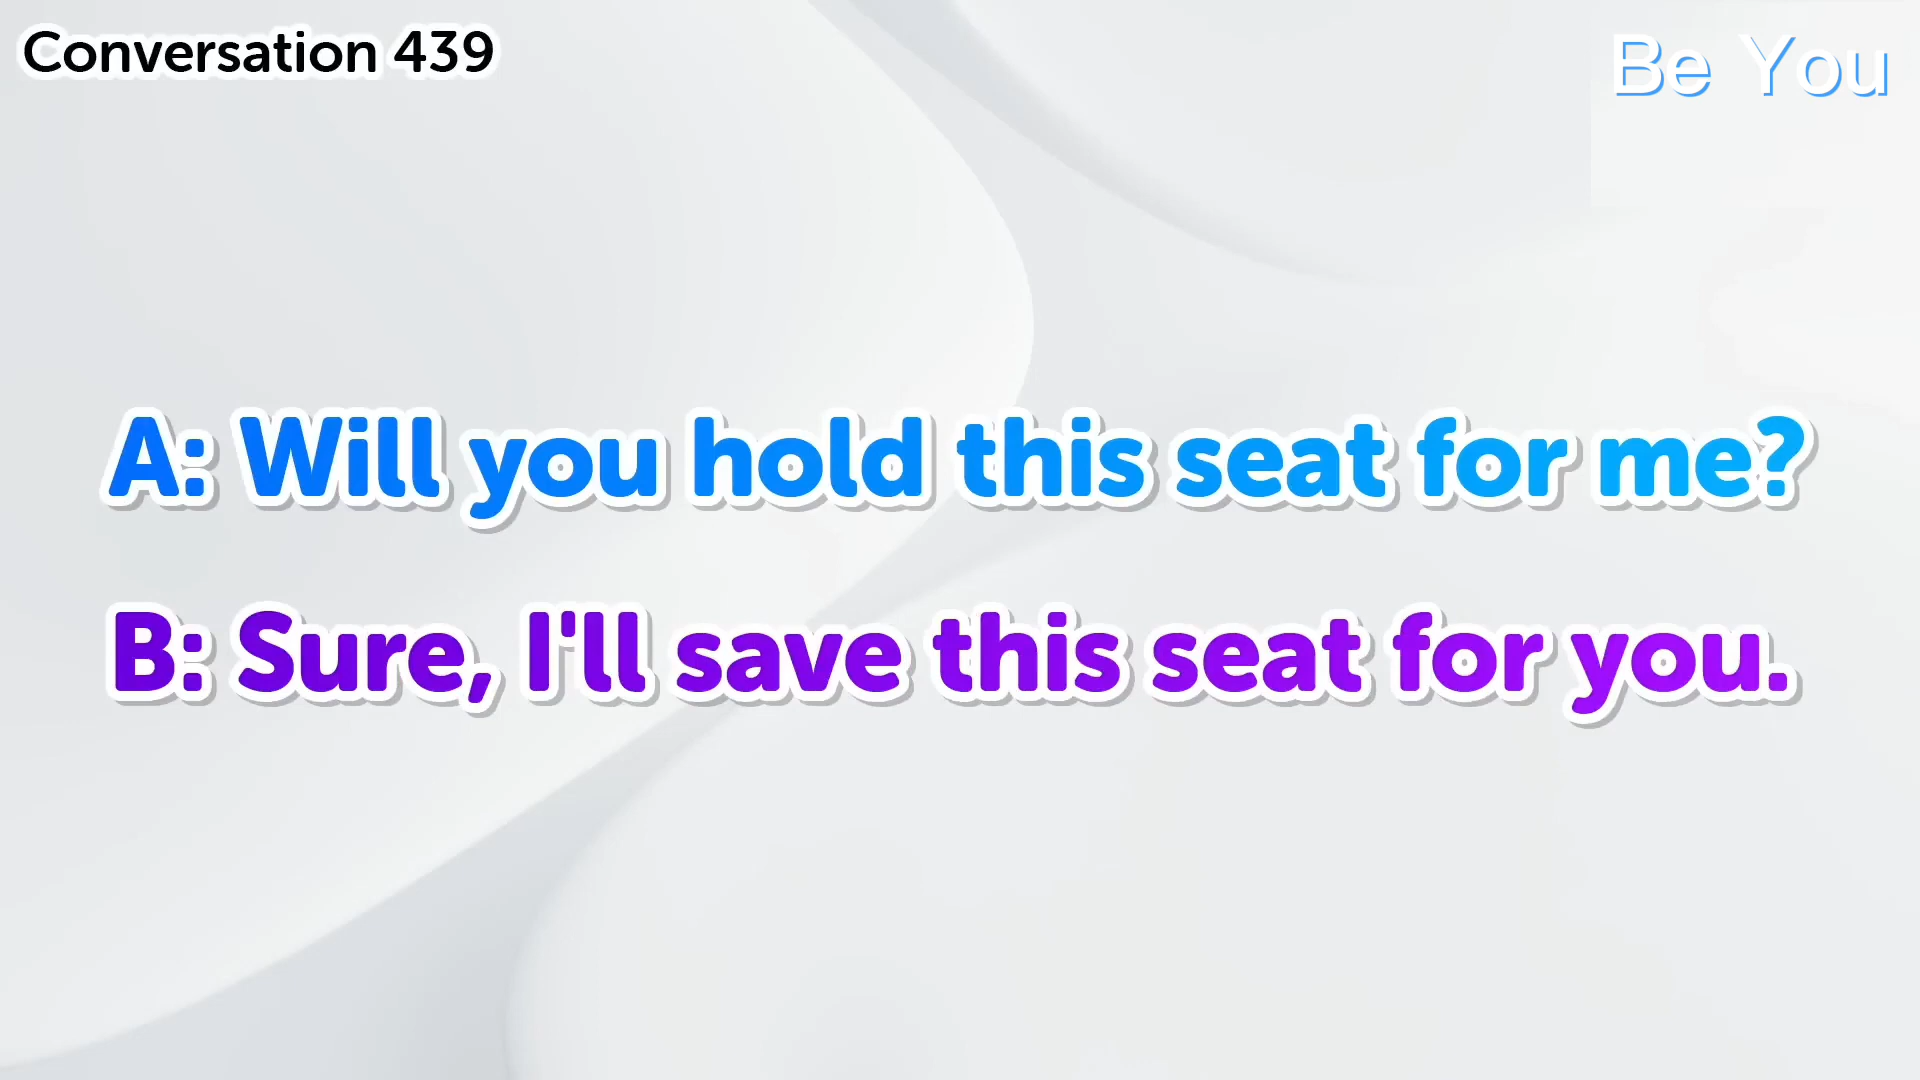 Conversation 439
Be You
A: Will you hold this seat for me?
B: Sure, I'll save this seat for you.